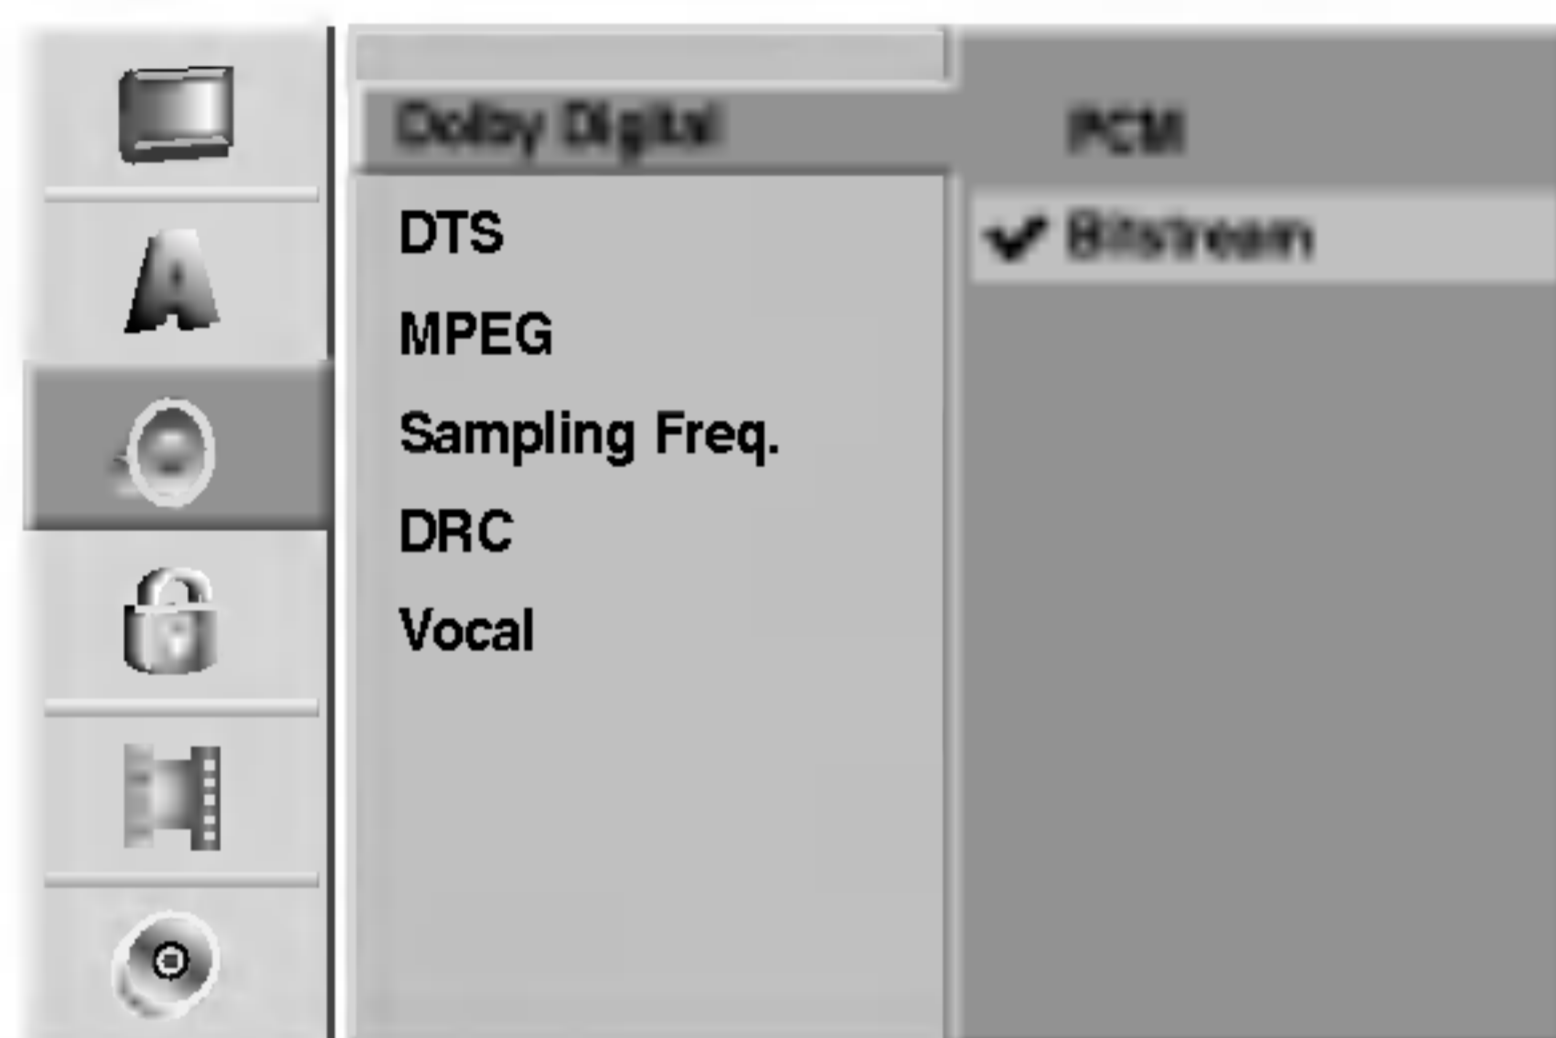 Dolby Digital
PCM
DTS
Bitstream
MPEG
Sampling Freq.
DRC
Vocal